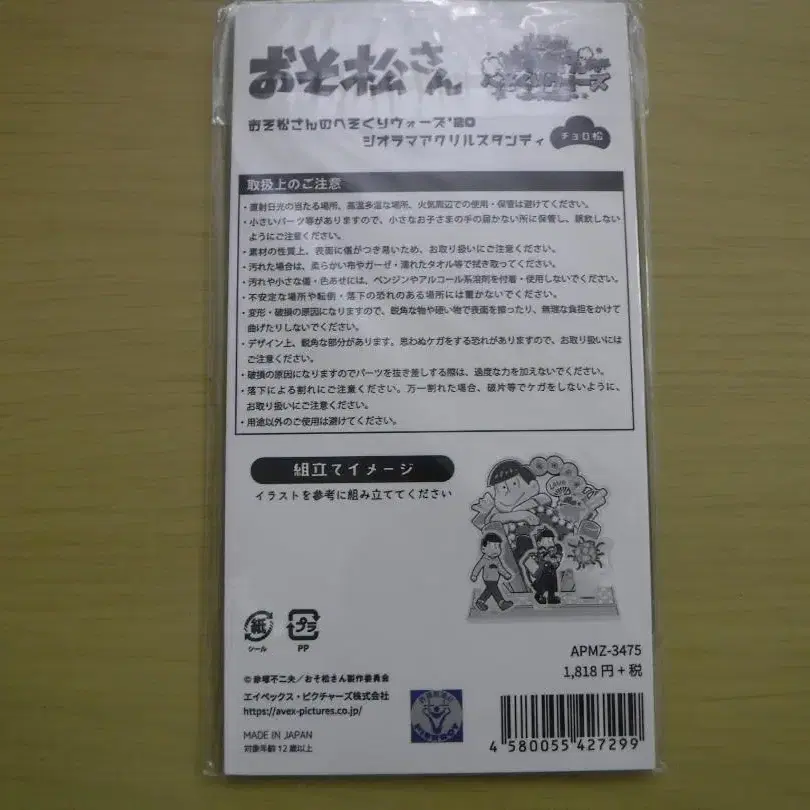 おそ松さん
おそ松さんのへそくりウォーズ'20
ジオラマアクリルスタンディ
チョロ松
取扱上のご注意
・直射日光の当たる場所、高温多湿な場所、火気周辺での使用・保管は避けてください。
・小さいパーツ等がありますので、小さなお子さまの手の届かない所に保管し、誤飲しない
ようにご注意ください。
・素材の性質上、表面に傷がつき易いため、お取り扱いにご注意ください。
・汚れた場合は、柔らかい布やガーゼ・濡れたタオル等で拭き取ってください。
・汚れや小さな傷・色あせには、ベンジンやアルコール系溶剤を付着・使用しないでください。
・不安定な場所や転倒・落下の恐れのある場所には置かないでください。
・変形・破損の原因になりますので、鋭角な物や硬い物で表面を擦ったり、無理な負担をかけて
曲げたりしないでください。
・デザイン上、鋭角な部分があります。思わぬケガをする恐れがありますので、お取り扱いには
ご注意ください。
・破損の原因になりますのでパーツを抜き差しする際は、過度な力を加えないでください。
・落下による割れにご注意ください。万一割れた場合、破片等でケガをしないように、
お取り扱いにご注意ください。
・用途以外のご使用は避けてください。
組立てイメージ
イラストを参考に組み立ててください
紙
シール
プラ
PP
APMZ-3475
1,818 円 + 税
©赤塚不二夫／おそ松さん製作委員会
エイベックス・ピクチャーズ株式会社
https://avex-pictures.co.jp/
MADE IN JAPAN
対象年齢 12 歳以上
PIERROT
4 580055 427299